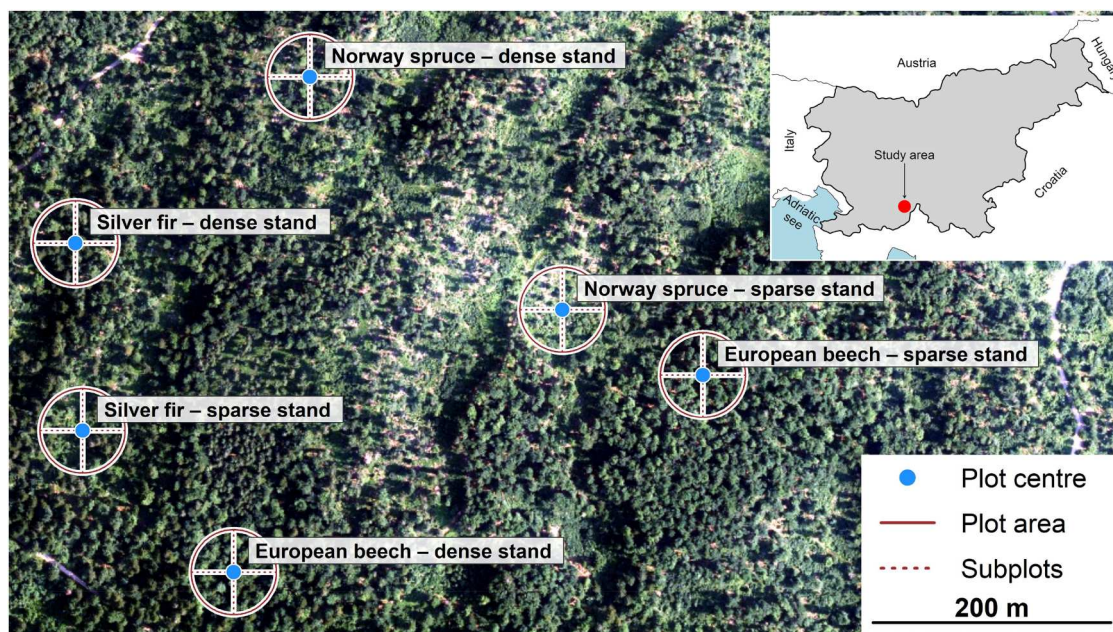 Norway spruce – dense stand
Silver fir – dense stand
Norway spruce – sparse stand
European beech – sparse stand
Silver fir – sparse stand
European beech – dense stand
Austria
Hungary
Italy
Study area
Croatia
Adriatic
see
Plot centre
Plot area
Subplots
200 m